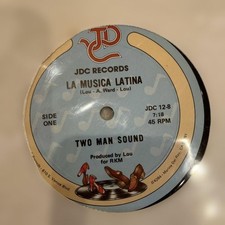 JDC RECORDS
LA MUSICA LATINA
(Lou - A. Ward - Lou)
SIDE
ONE
JDC 12-8
7:18
45 RPM
TWO MAN SOUND
Produced by Lou
for RKM